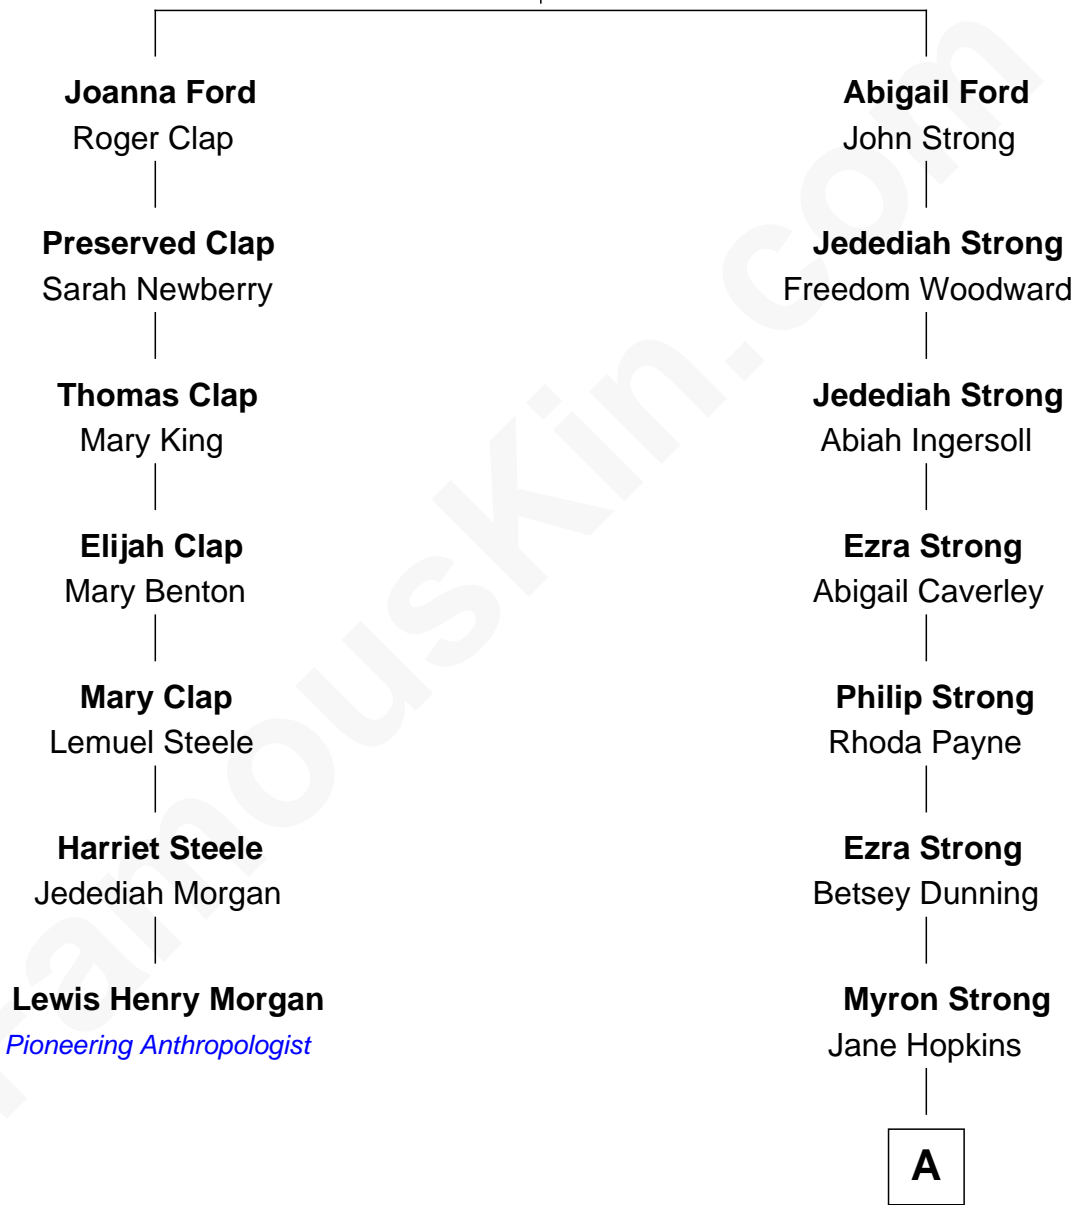 Joanna Ford
Roger Clap
Preserved Clap
Sarah Newberry
Thomas Clap
Mary King
Elijah Clap
Mary Benton
Mary Clap
Lemuel Steele
Harriet Steele
Jedediah Morgan
Lewis Henry Morgan
Pioneering Anthropologist
Abigail Ford
John Strong
Jedediah Strong
Freedom Woodward
Jedediah Strong
Abiah Ingersoll
Ezra Strong
Abigail Caverley
Philip Strong
Rhoda Payne
Ezra Strong
Betsey Dunning
Myron Strong
Jane Hopkins
A
FamousKin.com